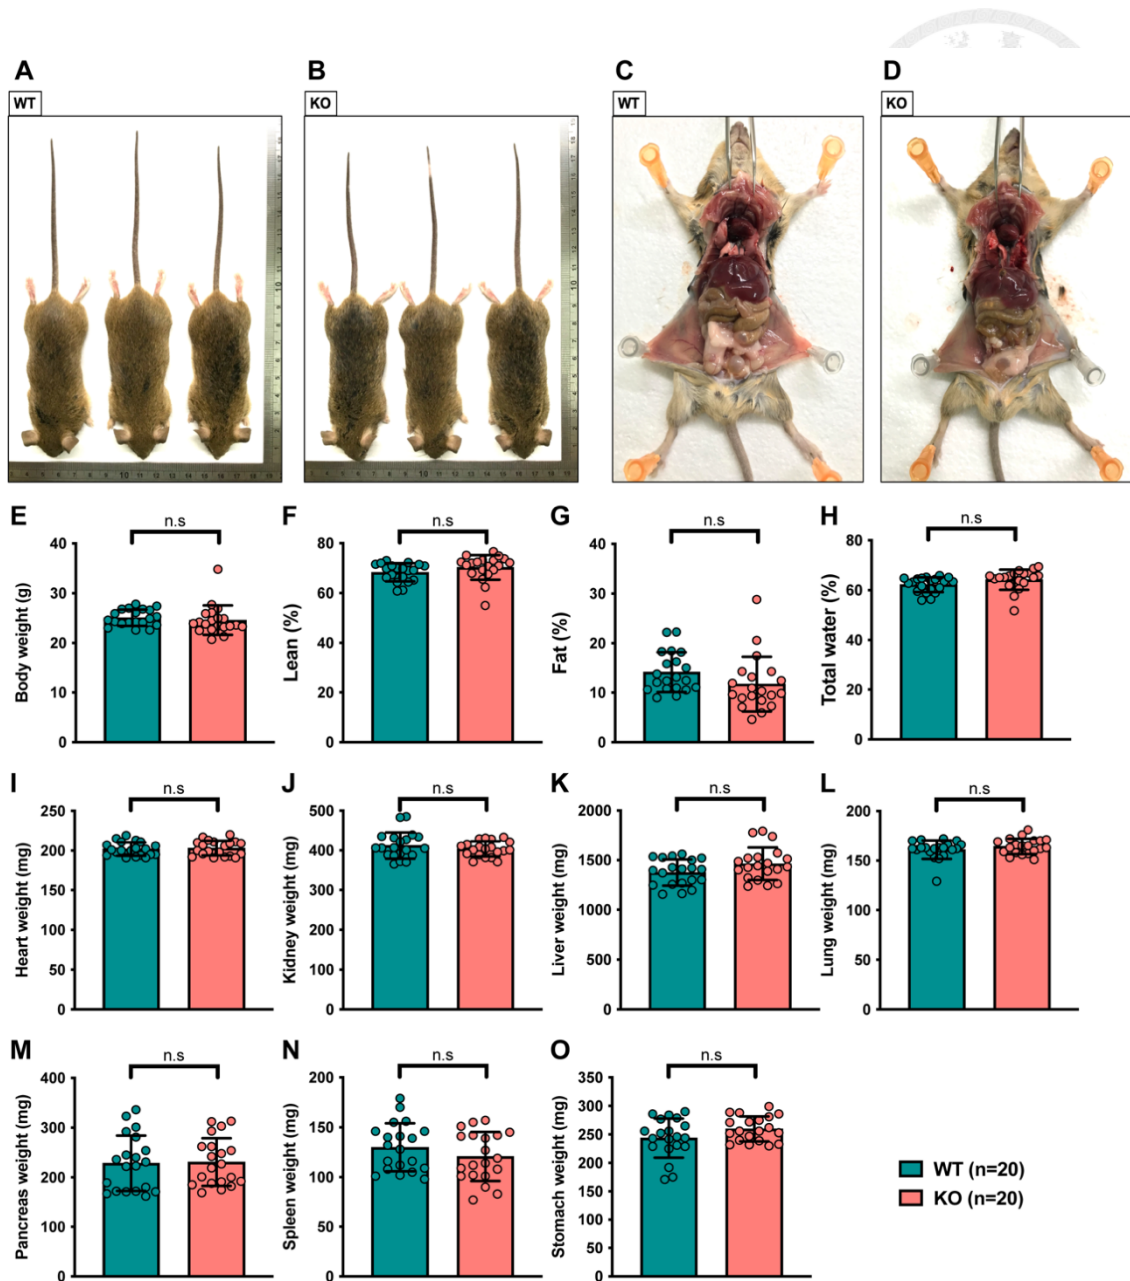 A
B
C
D
WT
KO
WT
KO
E
F
G
H
n.s
n.s
n.s
n.s
Body weight (g)
40
30
20
10
0
Lean (%)
80
60
40
20
0
Fat (%)
40
30
20
10
0
Total water (%)
80
60
40
20
0
I
J
K
L
n.s
n.s
n.s
n.s
Heart weight (mg)
250
200
150
100
50
0
Kidney weight (mg)
500
400
300
200
100
0
Liver weight (mg)
2000
1500
1000
500
0
Lung weight (mg)
200
150
100
50
0
M
N
O
n.s
n.s
n.s
Pancreas weight (mg)
400
300
200
100
0
Spleen weight (mg)
200
150
100
50
0
Stomach weight (mg)
350
300
250
200
150
100
50
0
WT (n=20)
KO (n=20)